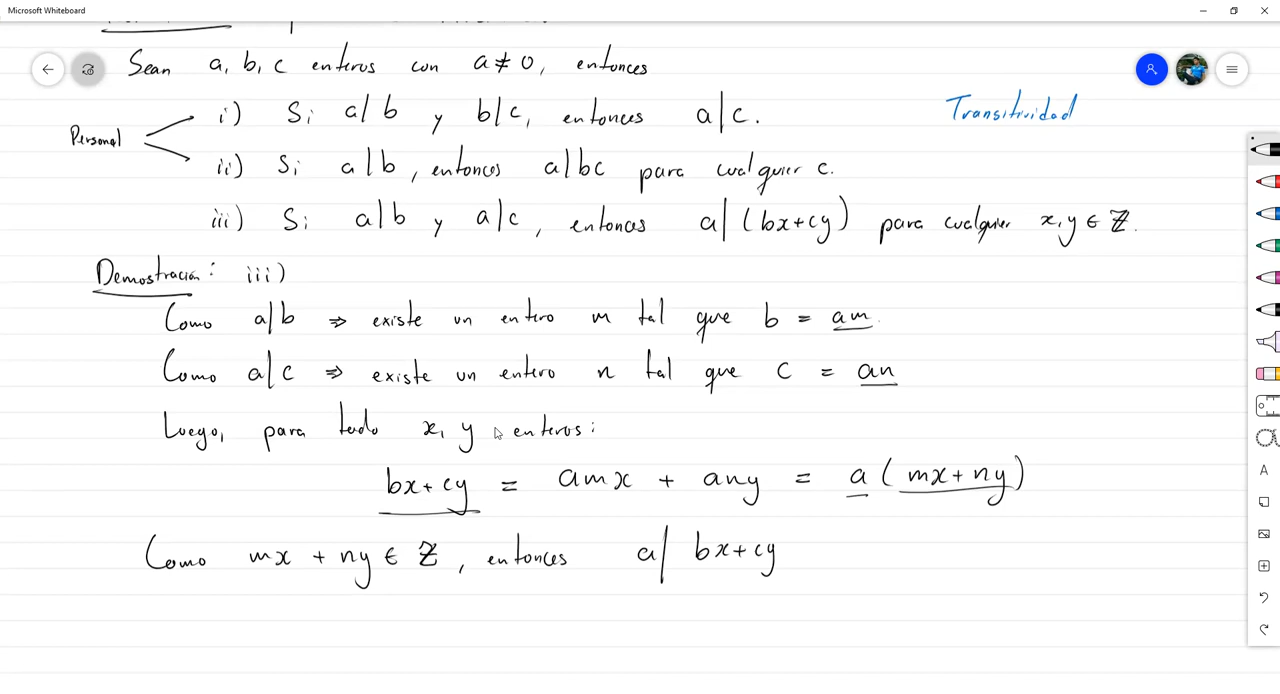 Microsoft Whiteboard
Sean a, b, c enteros con a ≠ 0, entonces
i) Si a|b y b|c, entonces a|c. Transitividad
Personal
ii) Si a|b, entonces a|bc para cualquier c.
iii) Si a|b y a|c, entonces a|(bx+cy) para cualquier x, y ∈ ℤ.
Demostración: iii)
Como a|b ⇒ existe un entero m tal que b = am.
Como a|c ⇒ existe un entero n tal que c = an
Luego, para todo x, y enteros:
bx+cy = amx + any = a(mx+ny)
Como mx + ny ∈ ℤ, entonces a| bx+cy
A